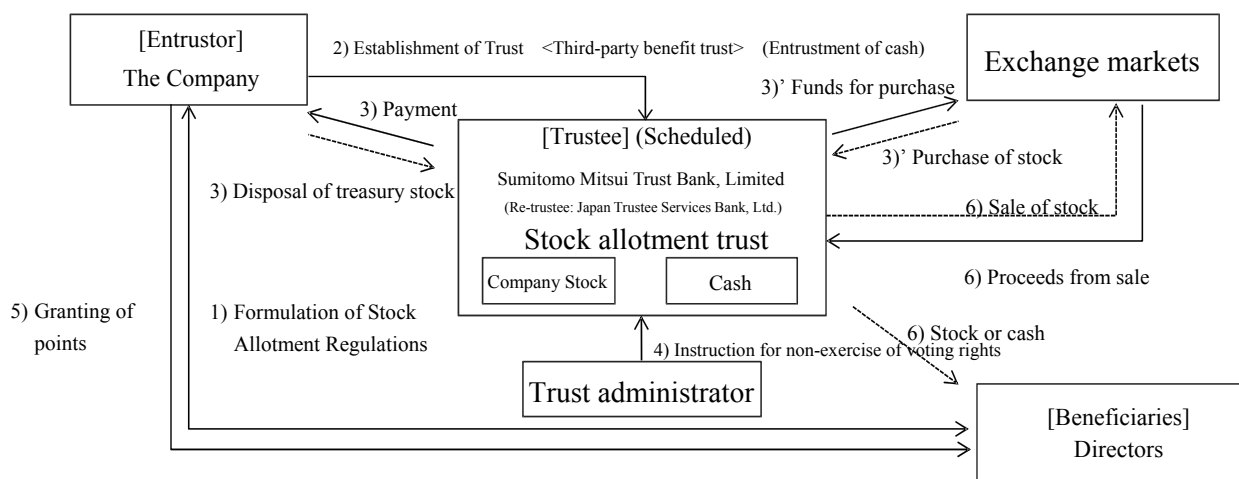 [Entrustor]
The Company
2) Establishment of Trust <Third-party benefit trust> (Entrustment of cash)
Exchange markets
3) Payment
3)’ Funds for purchase
[Trustee] (Scheduled)
3)’ Purchase of stock
3) Disposal of treasury stock
Sumitomo Mitsui Trust Bank, Limited
(Re-trustee: Japan Trustee Services Bank, Ltd.)
6) Sale of stock
Stock allotment trust
Company Stock
Cash
6) Proceeds from sale
5) Granting of
points
1) Formulation of Stock
Allotment Regulations
6) Stock or cash
4) Instruction for non-exercise of voting rights
Trust administrator
[Beneficiaries]
Directors